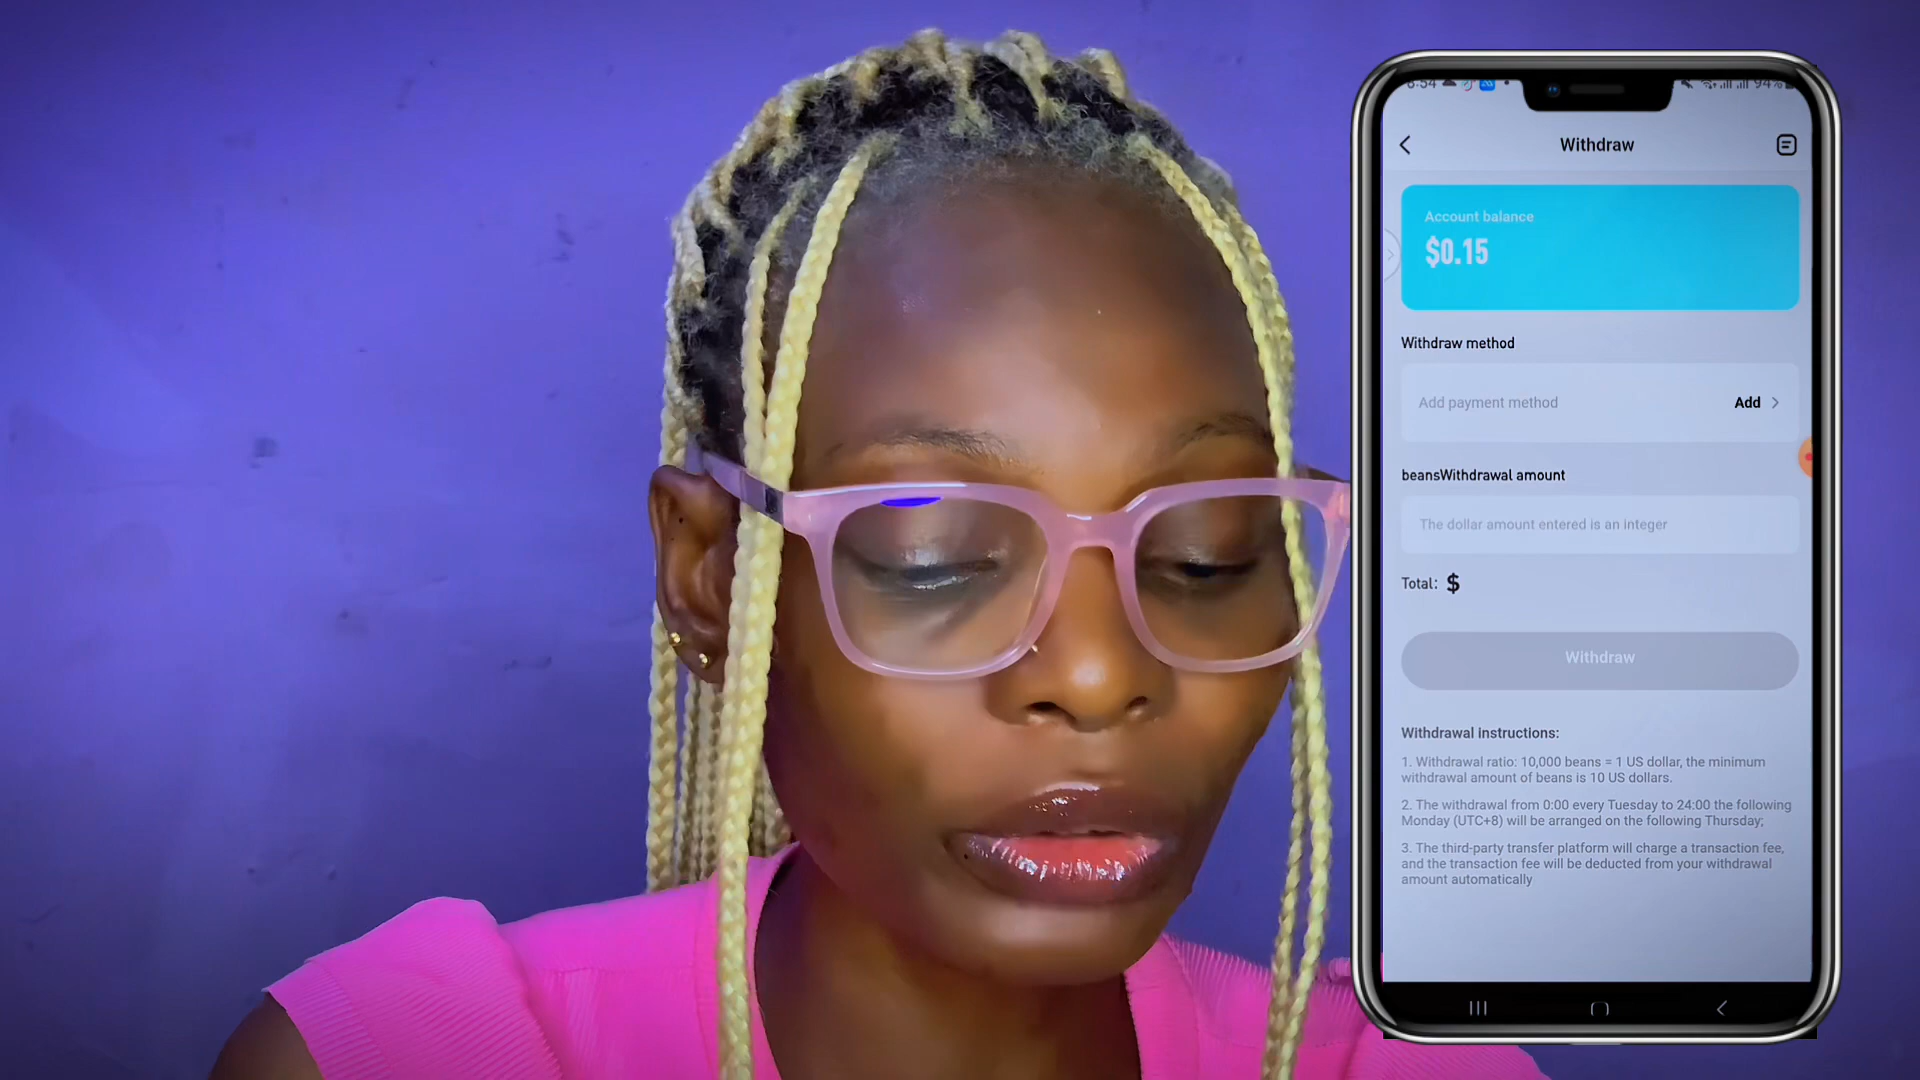 94%
Withdraw
Account balance
$0.15
Withdraw method
Add payment method
Add
beansWithdrawal amount
The dollar amount entered is an integer
Total: $
Withdraw
Withdrawal instructions:
1. Withdrawal ratio: 10,000 beans = 1 US dollar, the minimum
withdrawal amount of beans is 10 US dollars.
2. The withdrawal from 0:00 every Tuesday to 24:00 the following
Monday (UTC+8) will be arranged on the following Thursday;
3. The third-party transfer platform will charge a transaction fee,
and the transaction fee will be deducted from your withdrawal
amount automatically